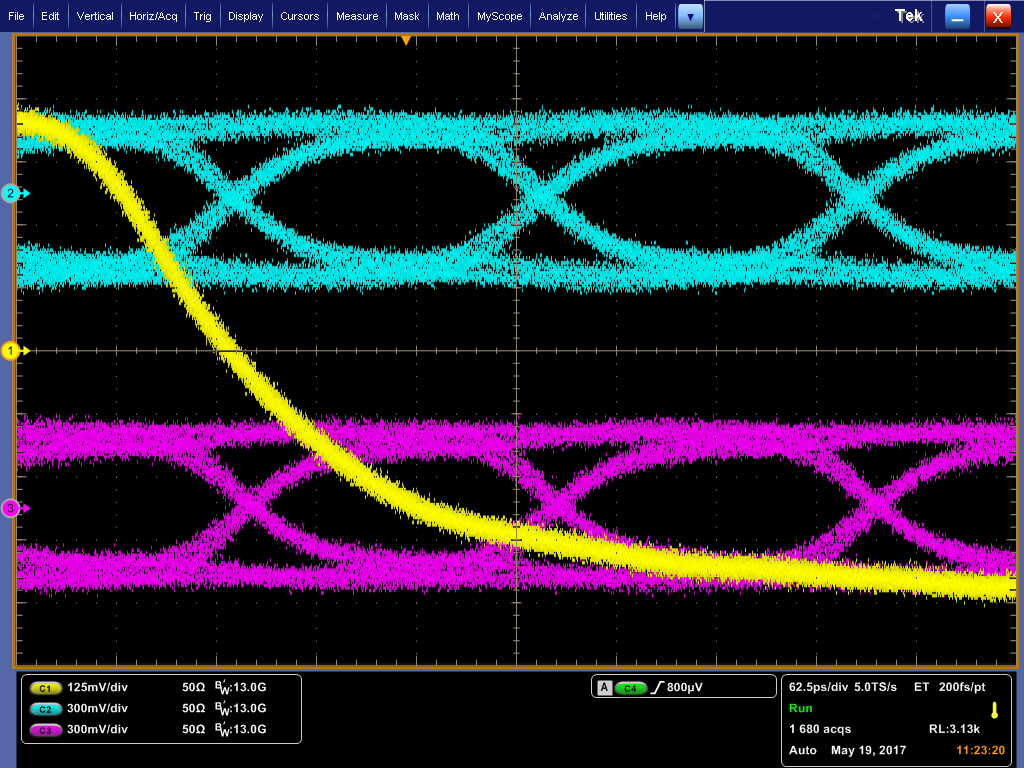 File Edit Vertical Horiz/Acq Trig Display Cursors Measure Mask Math MyScope Analyze Utilities Help Tek X
2
1
3
C1 125mV/div 50Ω BW:13.0G
C2 300mV/div 50Ω BW:13.0G
C3 300mV/div 50Ω BW:13.0G
A C4 800µV
62.5ps/div 5.0TS/s ET 200fs/pt
Run
1 680 acqs RL:3.13k
Auto May 19, 2017 11:23:20